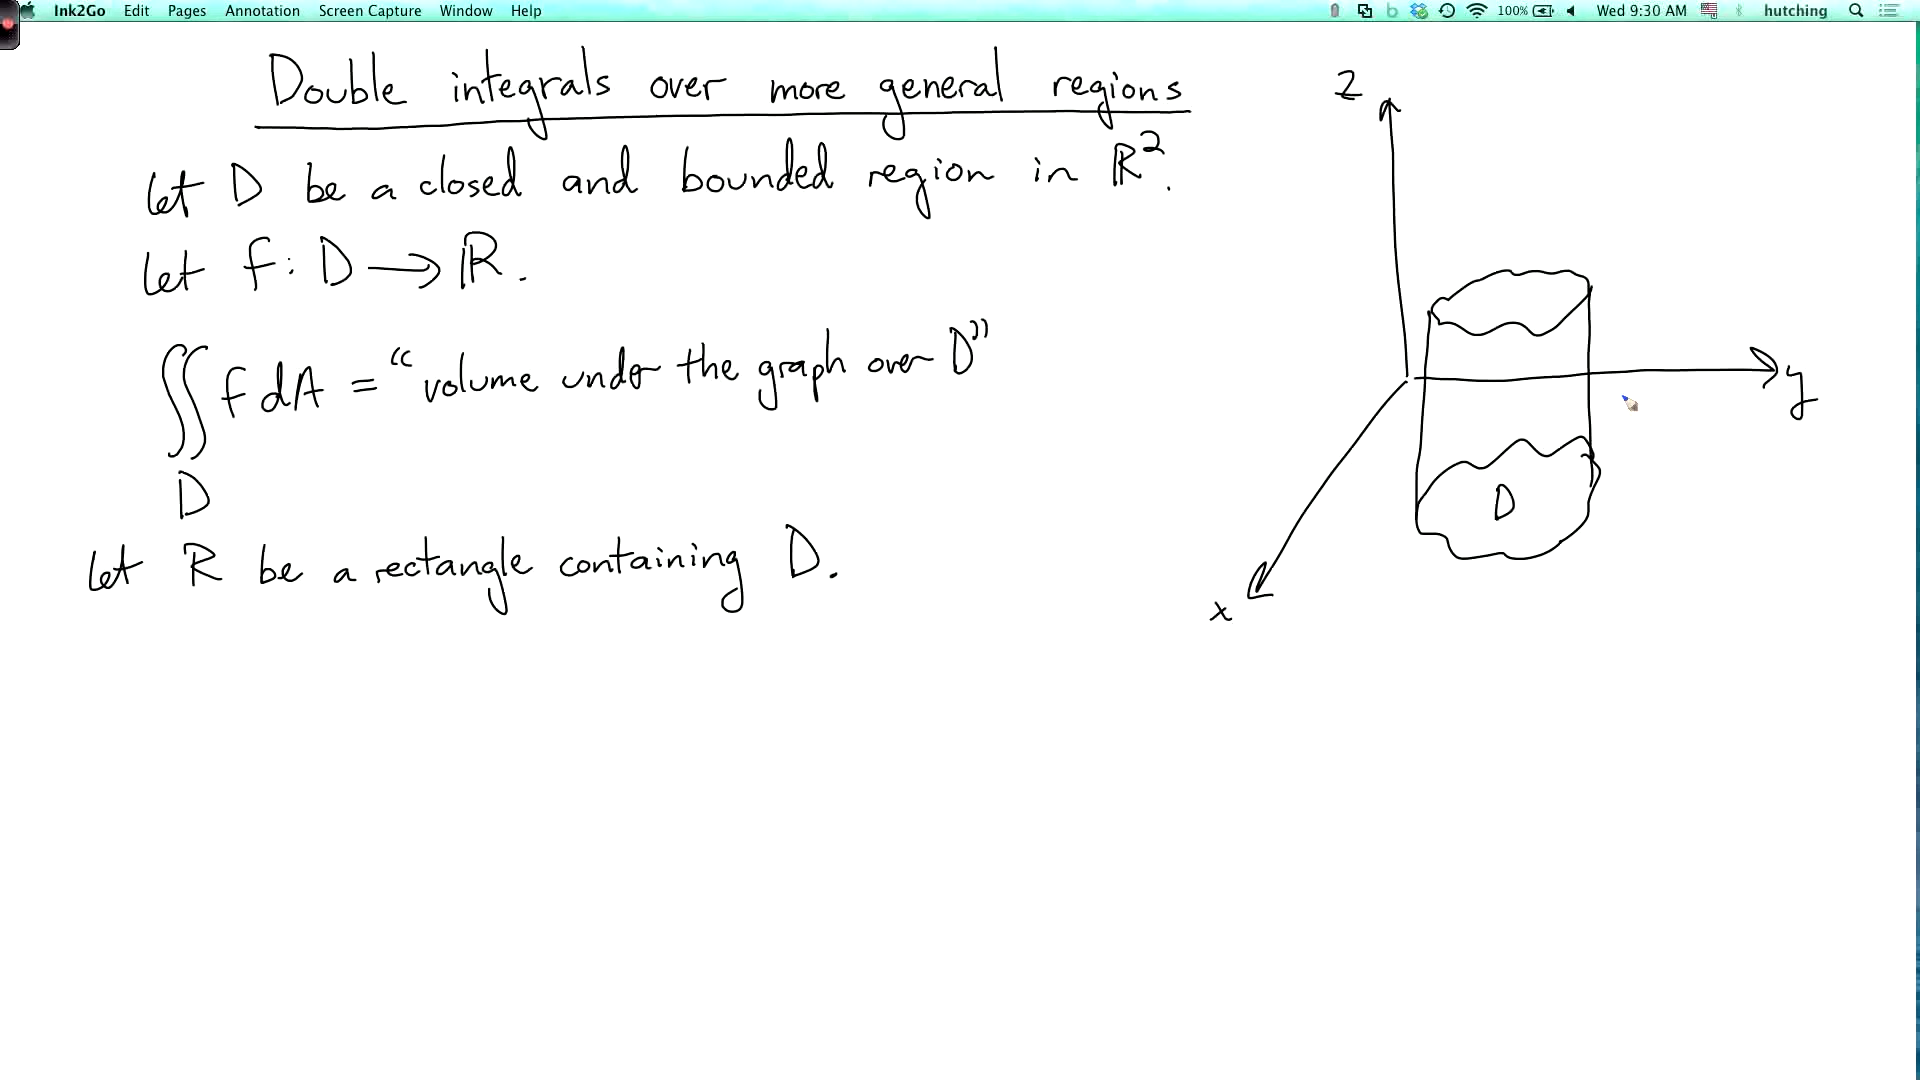 Ink2Go Edit Pages Annotation Screen Capture Window Help 100% Wed 9:30 AM hutching
Double integrals over more general regions
let D be a closed and bounded region in ℝ².
let f: D → ℝ.
∬ f dA = "volume under the graph over D"
D
let R be a rectangle containing D.
z
y
D
x